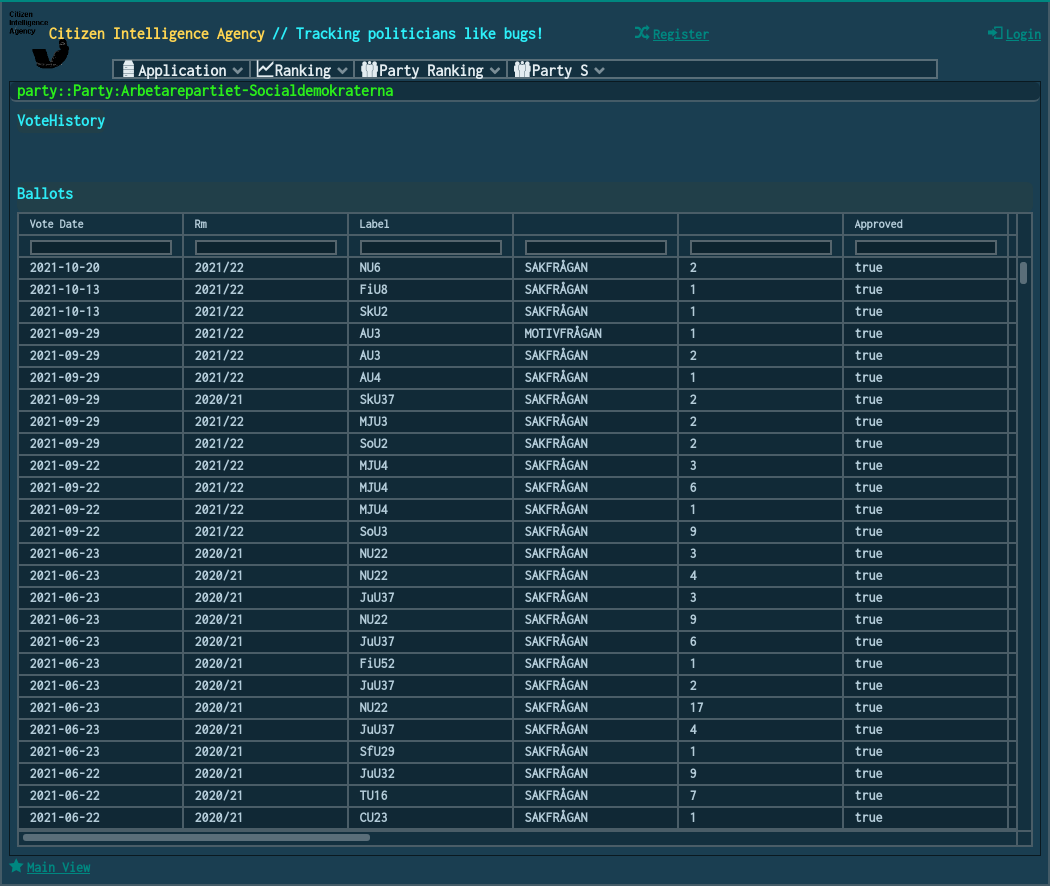 Citizen
Intelligence
Agency
Citizen Intelligence Agency // Tracking politicians like bugs!
Register
Login
Application Ranking Party Ranking Party S
party::Party:Arbetarepartiet-Socialdemokraterna
VoteHistory
Ballots
Vote Date Rm Label Approved
2021-10-20 2021/22 NU6 SAKFRÅGAN 2 true
2021-10-13 2021/22 FiU8 SAKFRÅGAN 1 true
2021-10-13 2021/22 SkU2 SAKFRÅGAN 1 true
2021-09-29 2021/22 AU3 MOTIVFRÅGAN 1 true
2021-09-29 2021/22 AU3 SAKFRÅGAN 2 true
2021-09-29 2021/22 AU4 SAKFRÅGAN 1 true
2021-09-29 2020/21 SkU37 SAKFRÅGAN 2 true
2021-09-29 2021/22 MJU3 SAKFRÅGAN 2 true
2021-09-29 2021/22 SoU2 SAKFRÅGAN 2 true
2021-09-22 2021/22 MJU4 SAKFRÅGAN 3 true
2021-09-22 2021/22 MJU4 SAKFRÅGAN 6 true
2021-09-22 2021/22 MJU4 SAKFRÅGAN 1 true
2021-09-22 2021/22 SoU3 SAKFRÅGAN 9 true
2021-06-23 2020/21 NU22 SAKFRÅGAN 3 true
2021-06-23 2020/21 NU22 SAKFRÅGAN 4 true
2021-06-23 2020/21 JuU37 SAKFRÅGAN 3 true
2021-06-23 2020/21 NU22 SAKFRÅGAN 9 true
2021-06-23 2020/21 JuU37 SAKFRÅGAN 6 true
2021-06-23 2020/21 FiU52 SAKFRÅGAN 1 true
2021-06-23 2020/21 JuU37 SAKFRÅGAN 2 true
2021-06-23 2020/21 NU22 SAKFRÅGAN 17 true
2021-06-23 2020/21 JuU37 SAKFRÅGAN 4 true
2021-06-23 2020/21 SfU29 SAKFRÅGAN 1 true
2021-06-22 2020/21 JuU32 SAKFRÅGAN 9 true
2021-06-22 2020/21 TU16 SAKFRÅGAN 7 true
2021-06-22 2020/21 CU23 SAKFRÅGAN 1 true
Main View